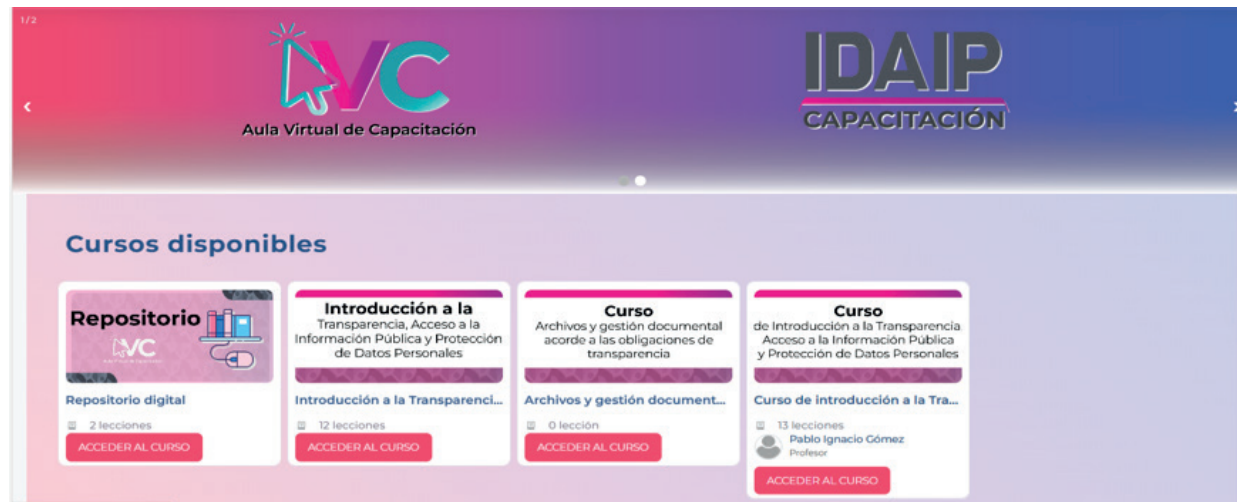 1/2
VC
Aula Virtual de Capacitación
IDAIP
CAPACITACIÓN
Cursos disponibles
Repositorio
VC
Repositorio digital
2 lecciones
ACCEDER AL CURSO
Introducción a la
Transparencia, Acceso a la
Información Pública y Protección
de Datos Personales
Introducción a la Transparenci...
12 lecciones
ACCEDER AL CURSO
Curso
Archivos y gestión documental
acorde a las obligaciones de
transparencia
Archivos y gestión document...
0 lección
ACCEDER AL CURSO
Curso
de Introducción a la Transparencia
Acceso a la Información Pública
y Protección de Datos Personales
Curso de introducción a la Tra...
13 lecciones
Pablo Ignacio Gómez
Profesor
ACCEDER AL CURSO